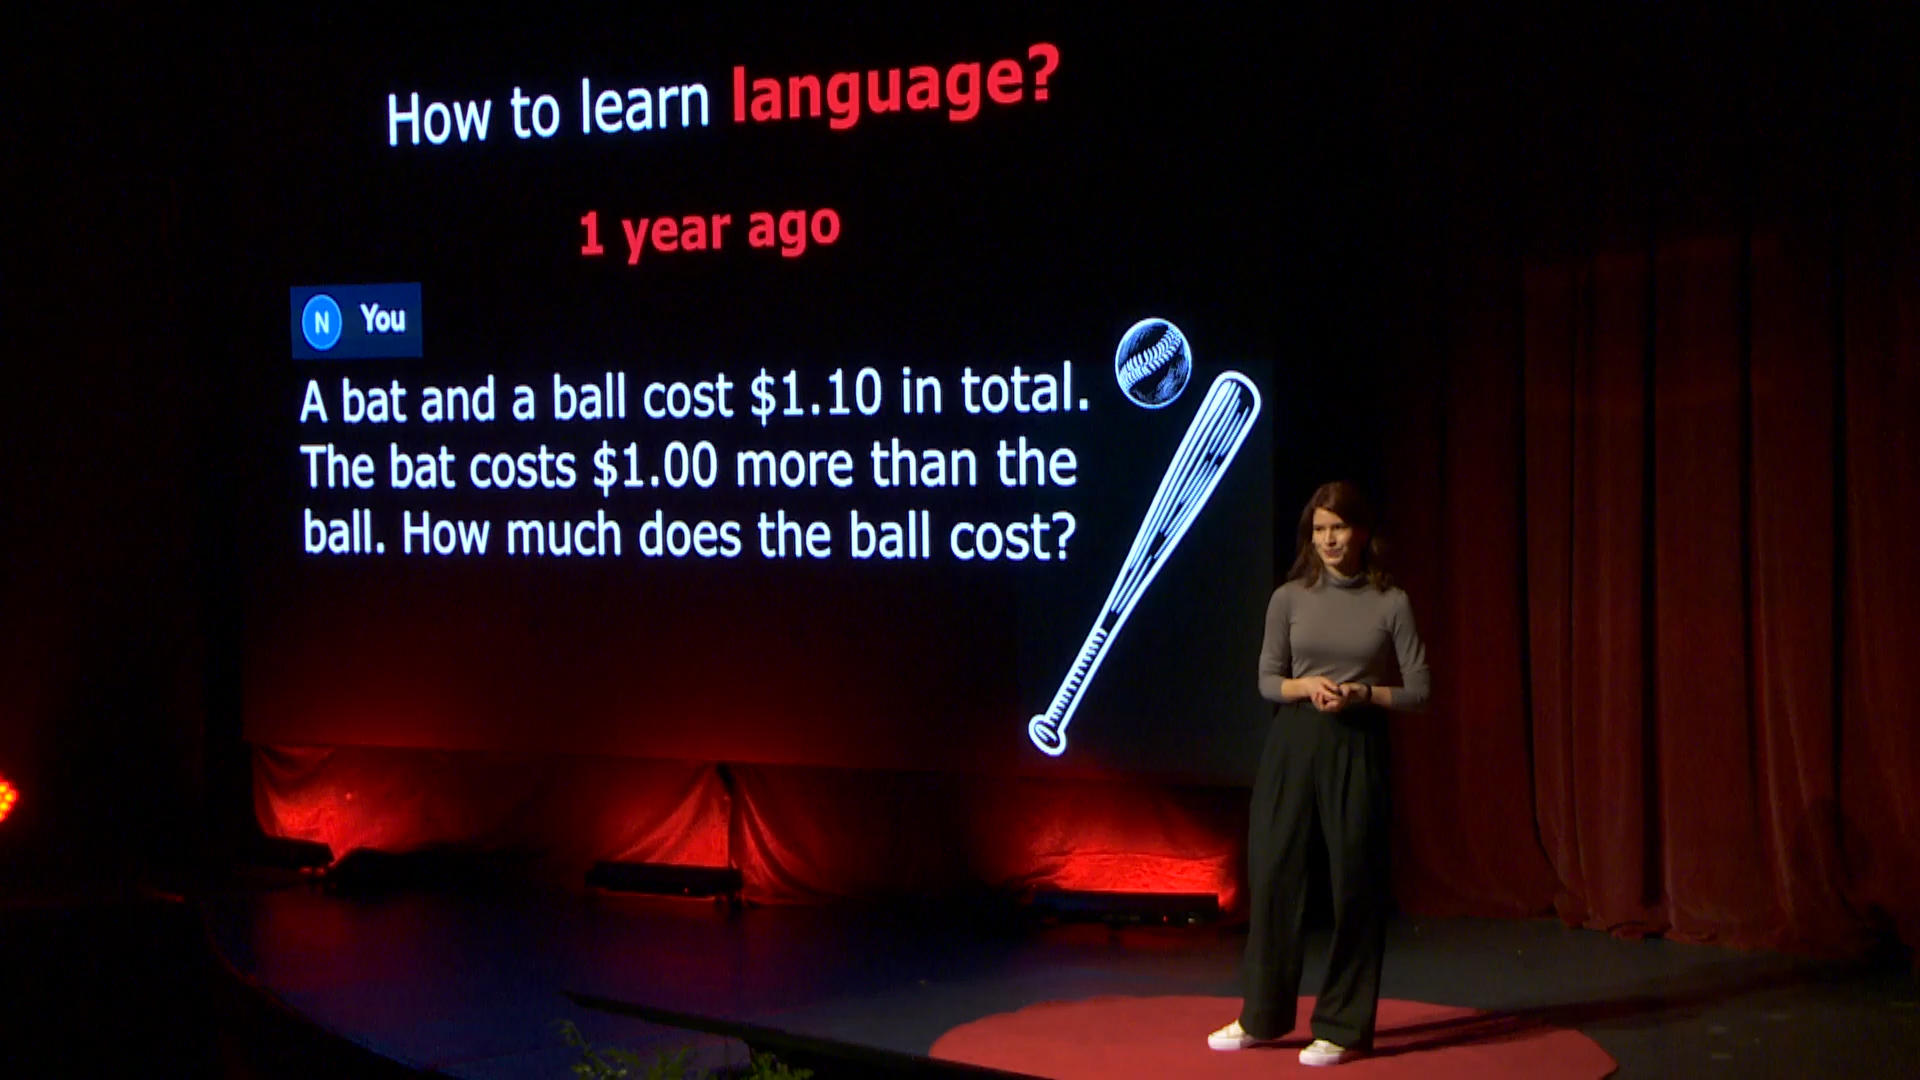 How to learn language?
1 year ago
N You
A bat and a ball cost $1.10 in total.
The bat costs $1.00 more than the
ball. How much does the ball cost?